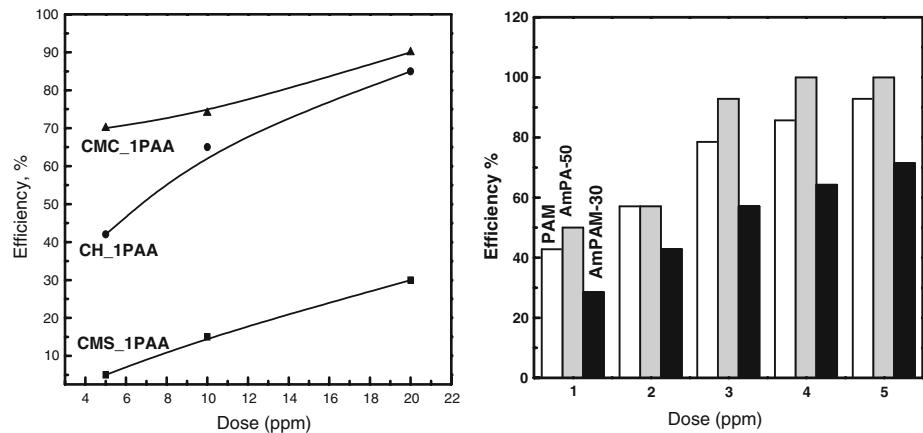 100
90
80
70
60
50
40
30
20
10
Efficiency, %
CMC_1PAA
CH_1PAA
CMS_1PAA
4 6 8 10 12 14 16 18 20 22
Dose (ppm)
120
100
80
60
40
20
0
Efficiency %
PAM
AmPA-50
AmPAM-30
1 2 3 4 5
Dose (ppm)